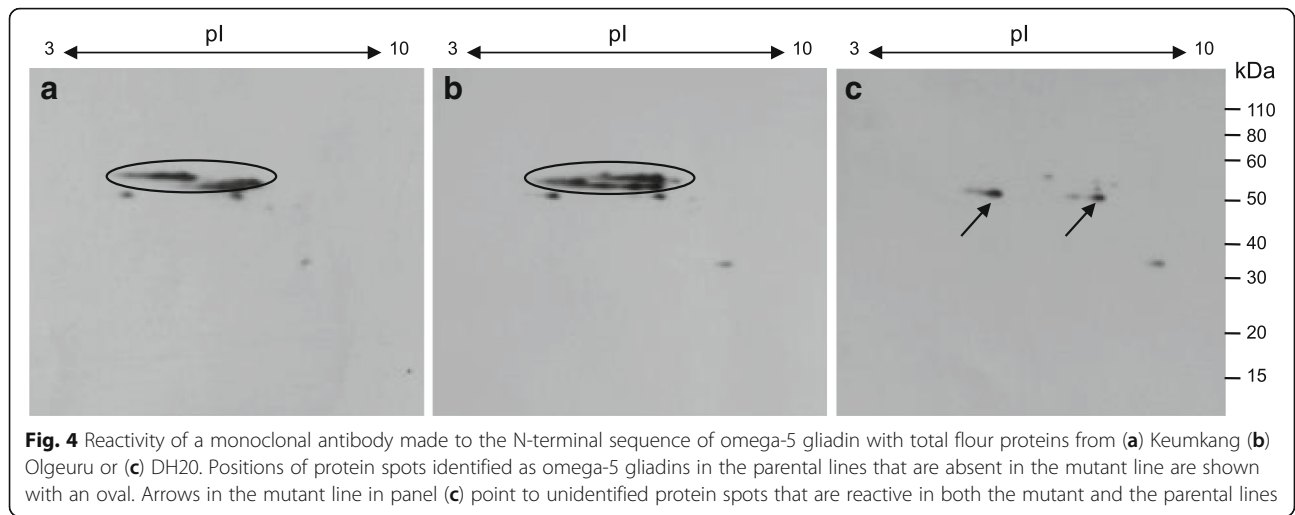 pI pI pI
3 10 3 10 3 10
kDa
a b c
110
80
60
50
40
30
20
15
Fig. 4 Reactivity of a monoclonal antibody made to the N-terminal sequence of omega-5 gliadin with total flour proteins from (a) Keumkang (b)
Olgeuru or (c) DH20. Positions of protein spots identified as omega-5 gliadins in the parental lines that are absent in the mutant line are shown
with an oval. Arrows in the mutant line in panel (c) point to unidentified protein spots that are reactive in both the mutant and the parental lines